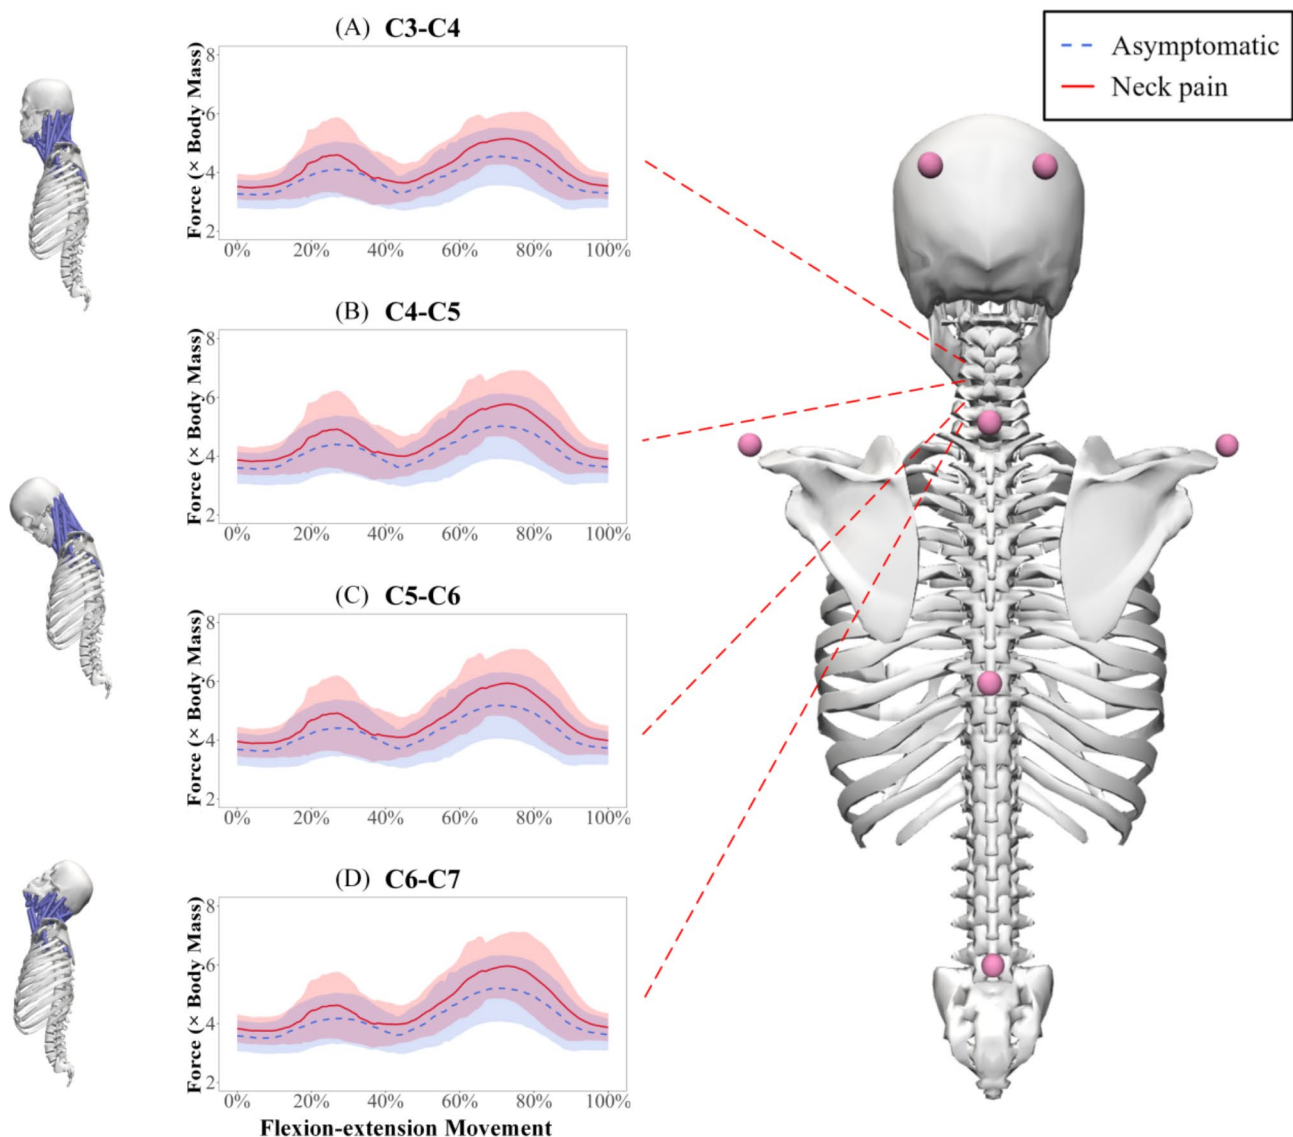 (A) C3-C4
Force (× Body Mass)
8
6
4
2
0% 20% 40% 60% 80% 100%
(B) C4-C5
Force (× Body Mass)
8
6
4
2
0% 20% 40% 60% 80% 100%
(C) C5-C6
Force (× Body Mass)
8
6
4
2
0% 20% 40% 60% 80% 100%
(D) C6-C7
Force (× Body Mass)
8
6
4
2
0% 20% 40% 60% 80% 100%
Flexion-extension Movement
Asymptomatic
Neck pain